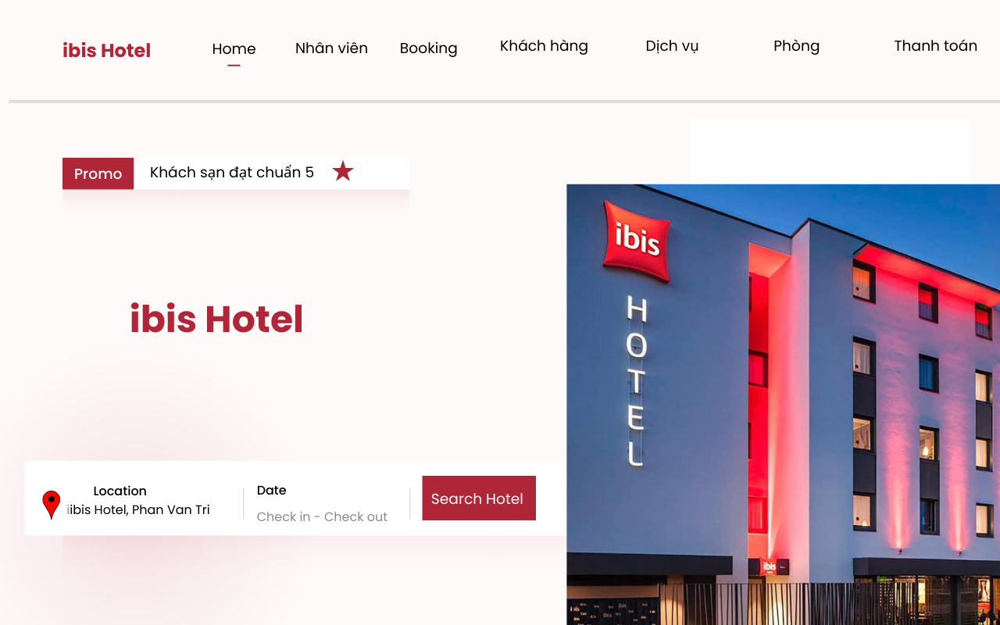 ibis Hotel
Home
Nhân viên
Booking
Khách hàng
Dịch vụ
Phòng
Thanh toán
Promo
Khách sạn đạt chuẩn 5
ibis Hotel
Location
iibis Hotel, Phan Van Tri
Date
Check in - Check out
Search Hotel
ibis
HOTEL
ibis
ibis